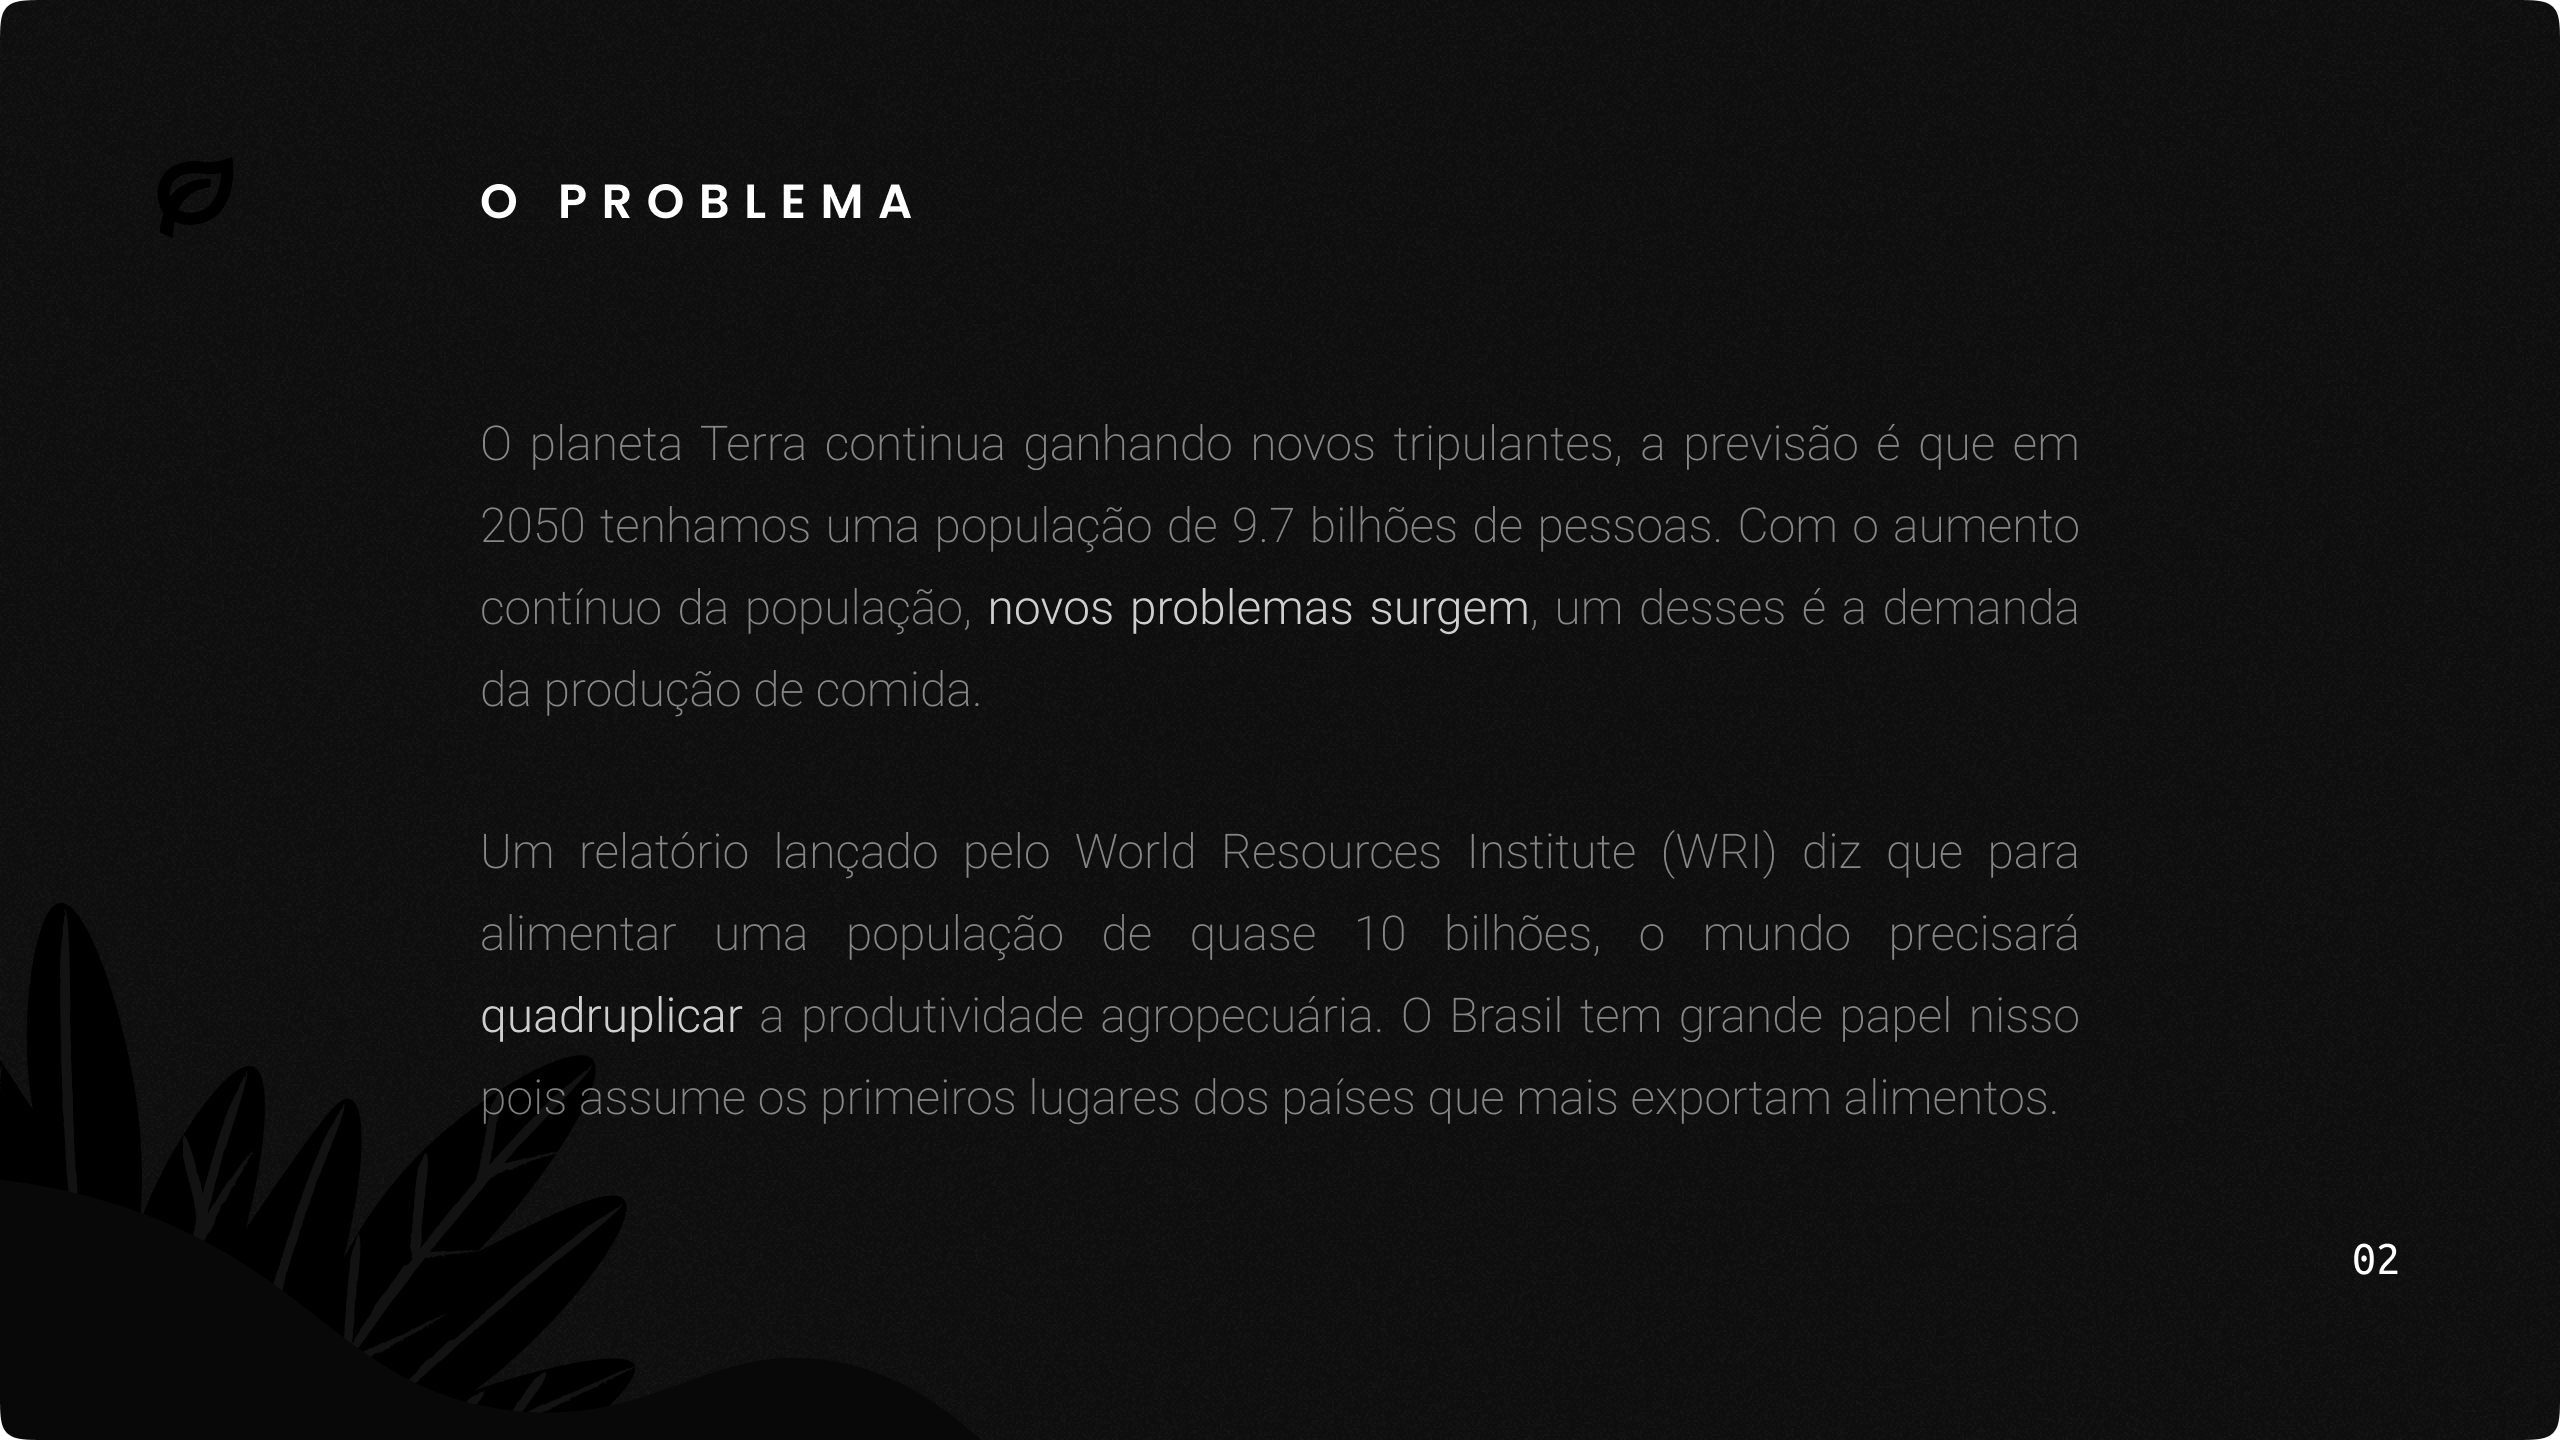 O PROBLEMA
O planeta Terra continua ganhando novos tripulantes, a previsão é que em
2050 tenhamos uma população de 9.7 bilhões de pessoas. Com o aumento
contínuo da população, novos problemas surgem, um desses é a demanda
da produção de comida.
Um relatório lançado pelo World Resources Institute (WRI) diz que para
alimentar uma população de quase 10 bilhões, o mundo precisará
quadruplicar a produtividade agropecuária. O Brasil tem grande papel nisso
pois assume os primeiros lugares dos países que mais exportam alimentos.
02